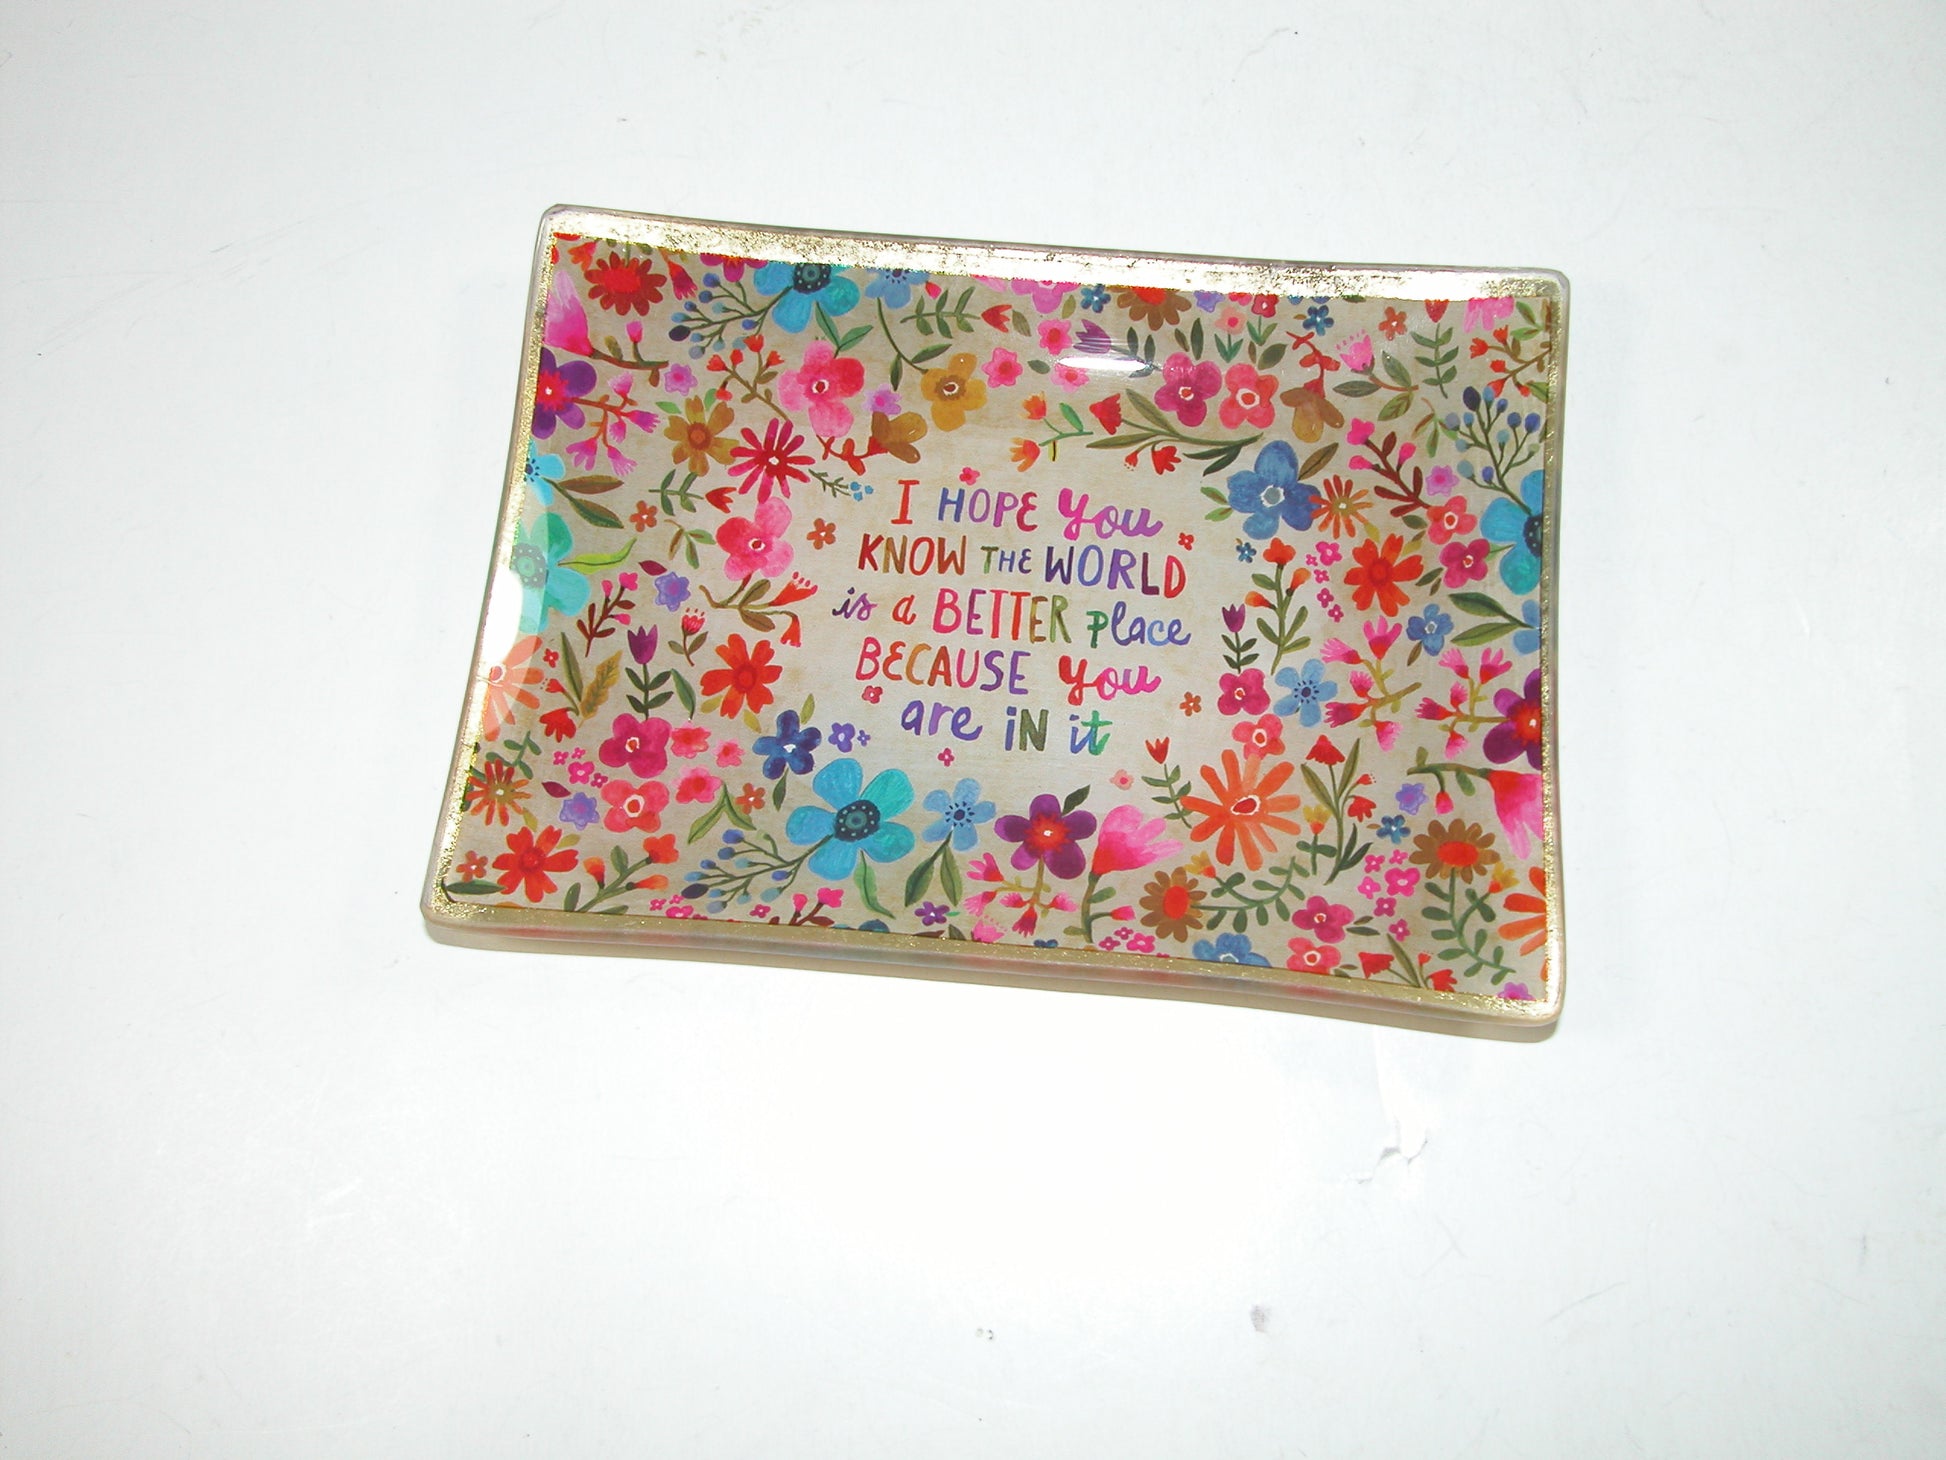 I HOPE You
KNOW THE WORLD
is a BETTER place
BECAUSE you
are iN it